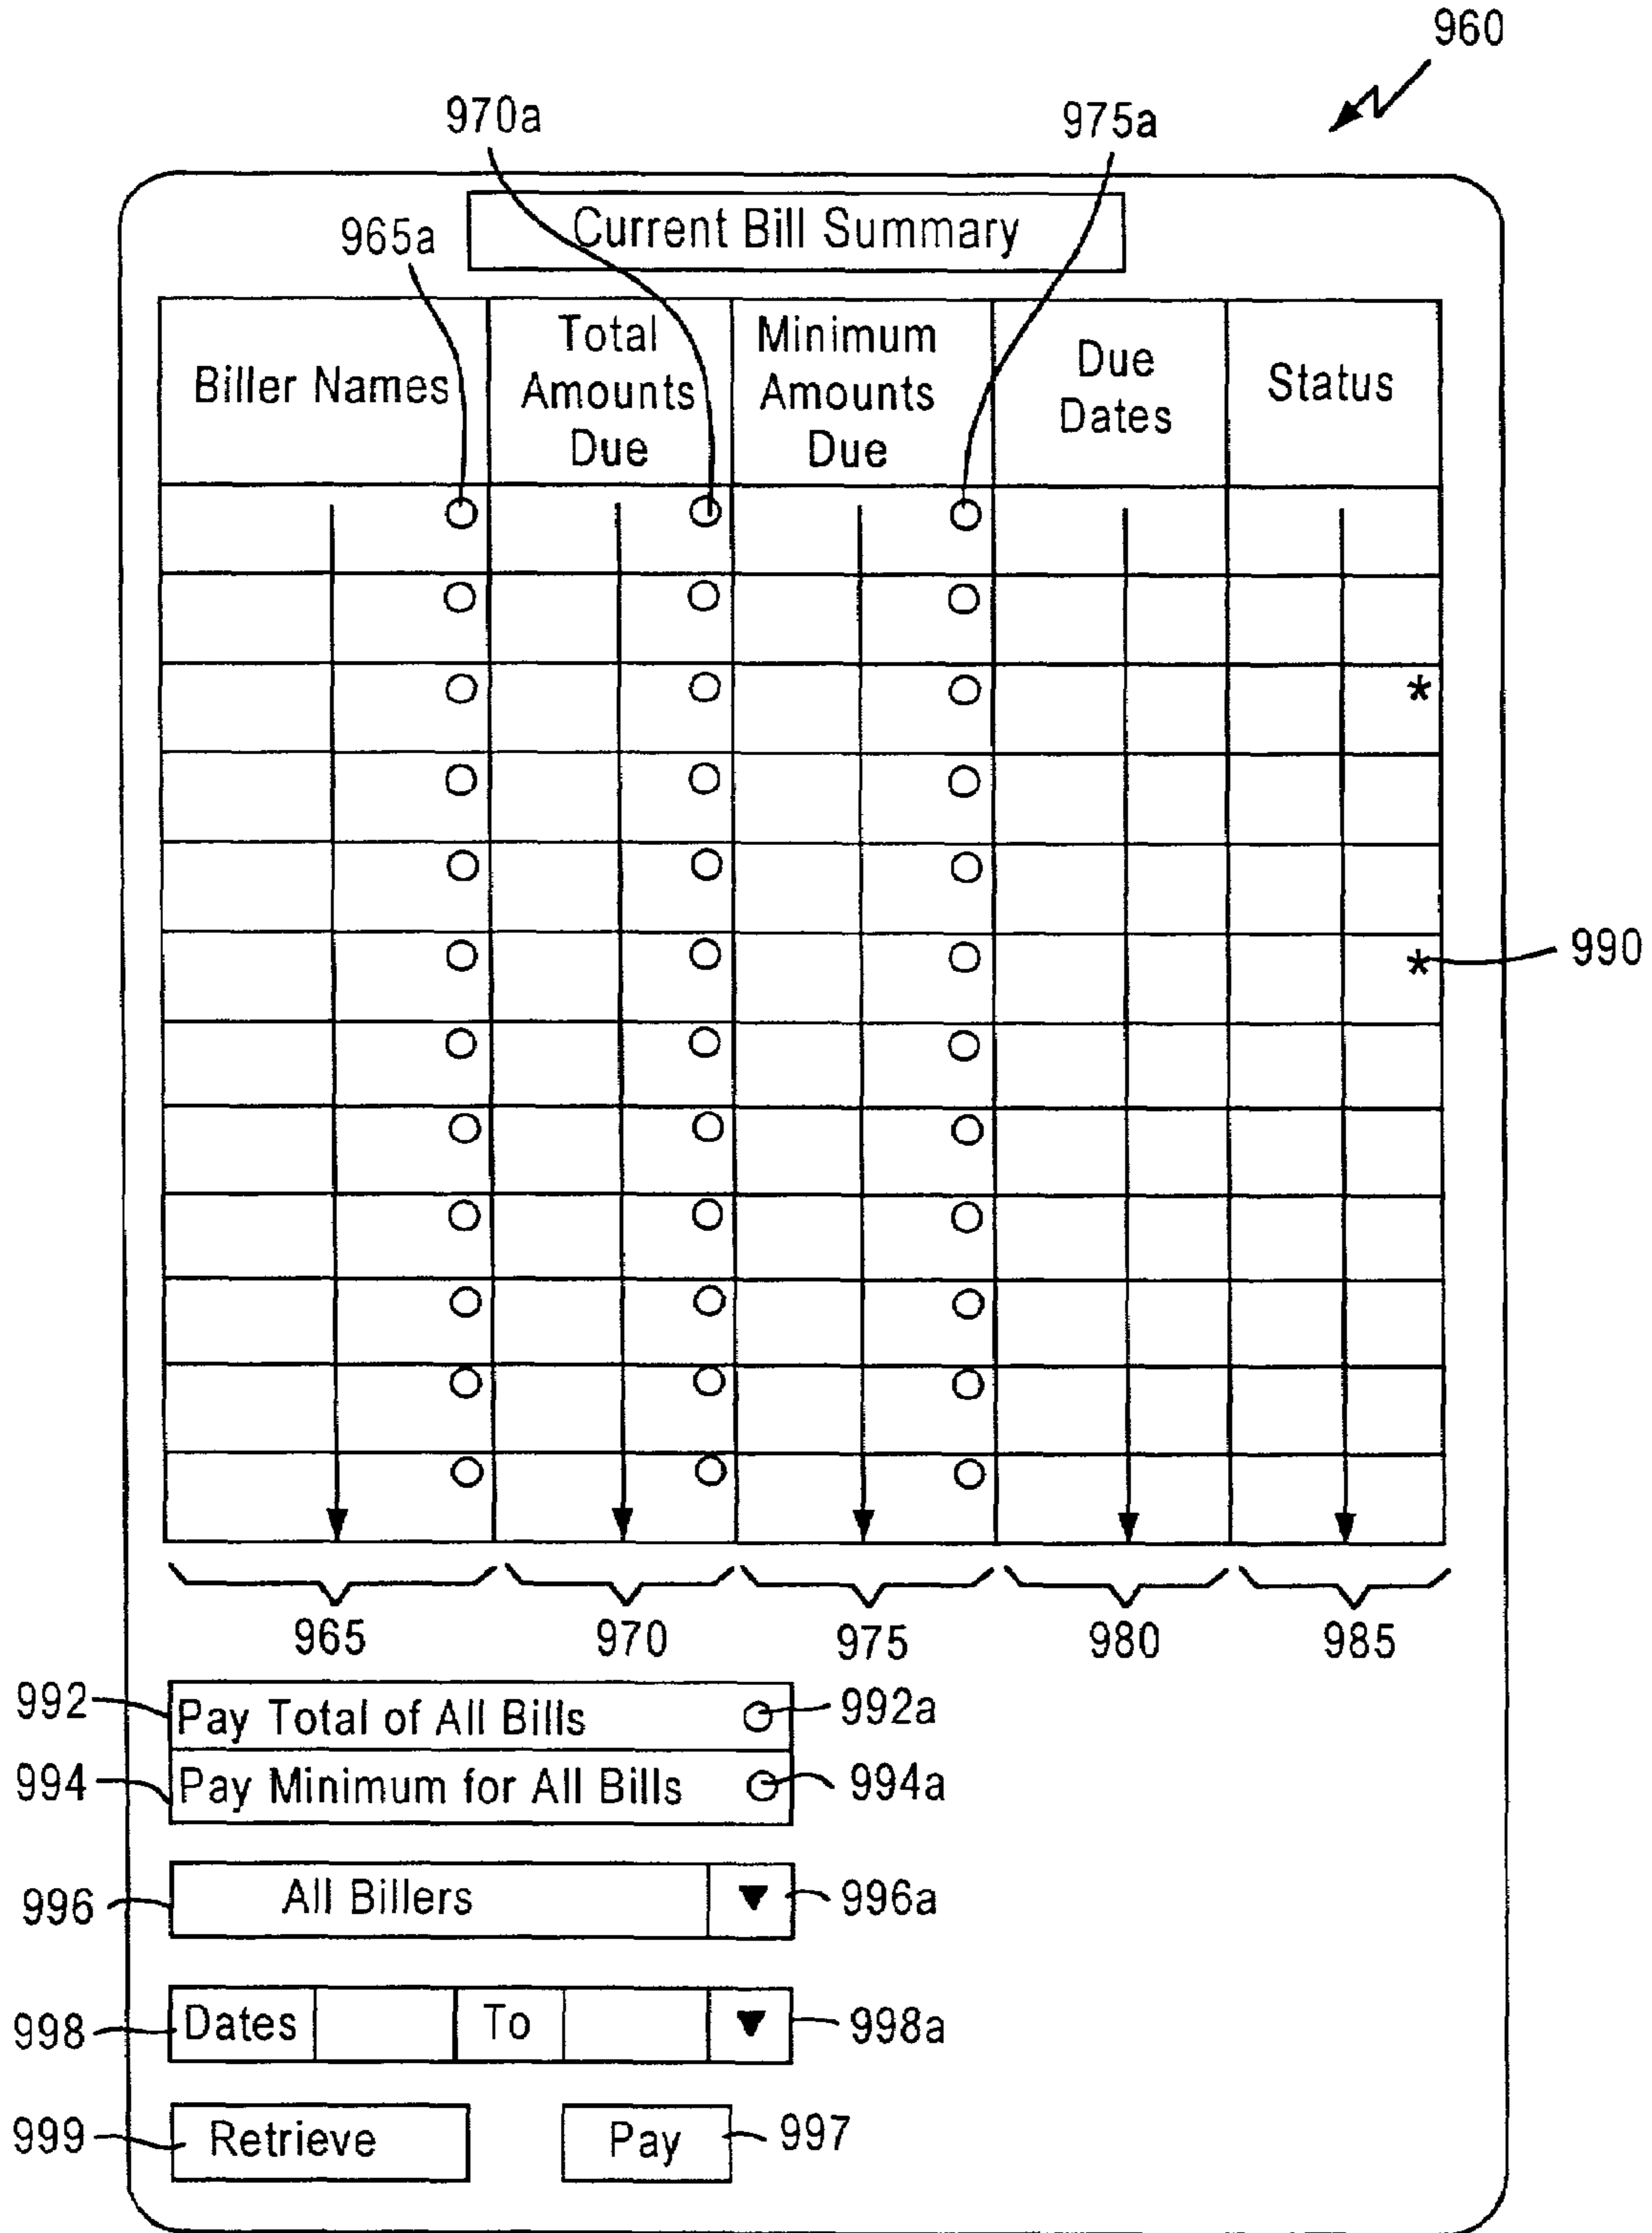 960
970a
975a
965a
Current Bill Summary
Biller Names
Total
Amounts
Due
Minimum
Amounts
Due
Due
Dates
Status
*
*
990
965 970 975 980 985
992 Pay Total of All Bills 992a
994 Pay Minimum for All Bills 994a
996 All Billers 996a
998 Dates To 998a
999 Retrieve Pay 997